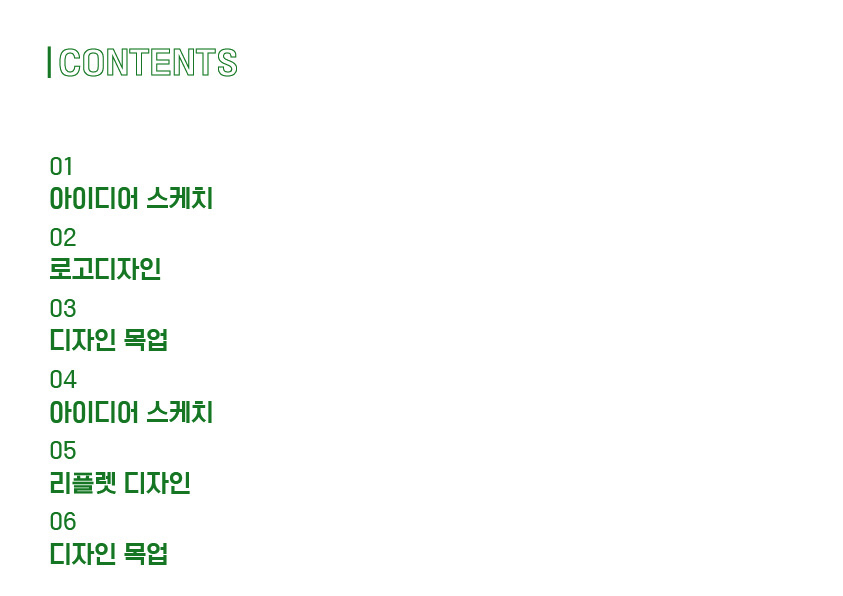 CONTENTS
01
아이디어 스케치
02
로고디자인
03
디자인 목업
04
아이디어 스케치
05
리플렛 디자인
06
디자인 목업